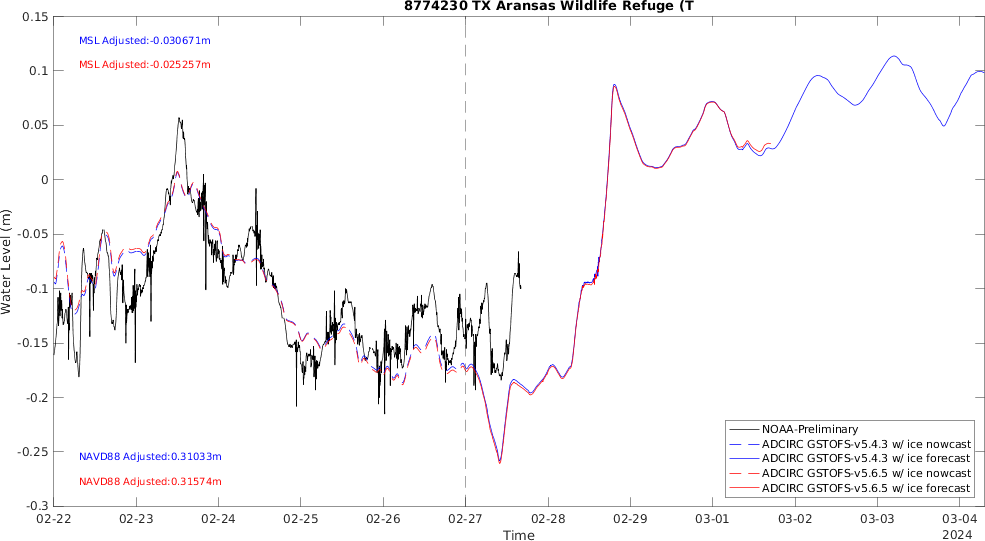 8774230 TX Aransas Wildlife Refuge (T
0.15
0.1
0.05
0
-0.05
-0.1
-0.15
-0.2
-0.25
-0.3
Water Level (m)
MSL Adjusted:-0.030671m
MSL Adjusted:-0.025257m
NAVD88 Adjusted:0.31033m
NAVD88 Adjusted:0.31574m
NOAA-Preliminary
ADCIRC GSTOFS-v5.4.3 w/ ice nowcast
ADCIRC GSTOFS-v5.4.3 w/ ice forecast
ADCIRC GSTOFS-v5.6.5 w/ ice nowcast
ADCIRC GSTOFS-v5.6.5 w/ ice forecast
02-22 02-23 02-24 02-25 02-26 02-27 02-28 02-29 03-01 03-02 03-03 03-04
Time
2024